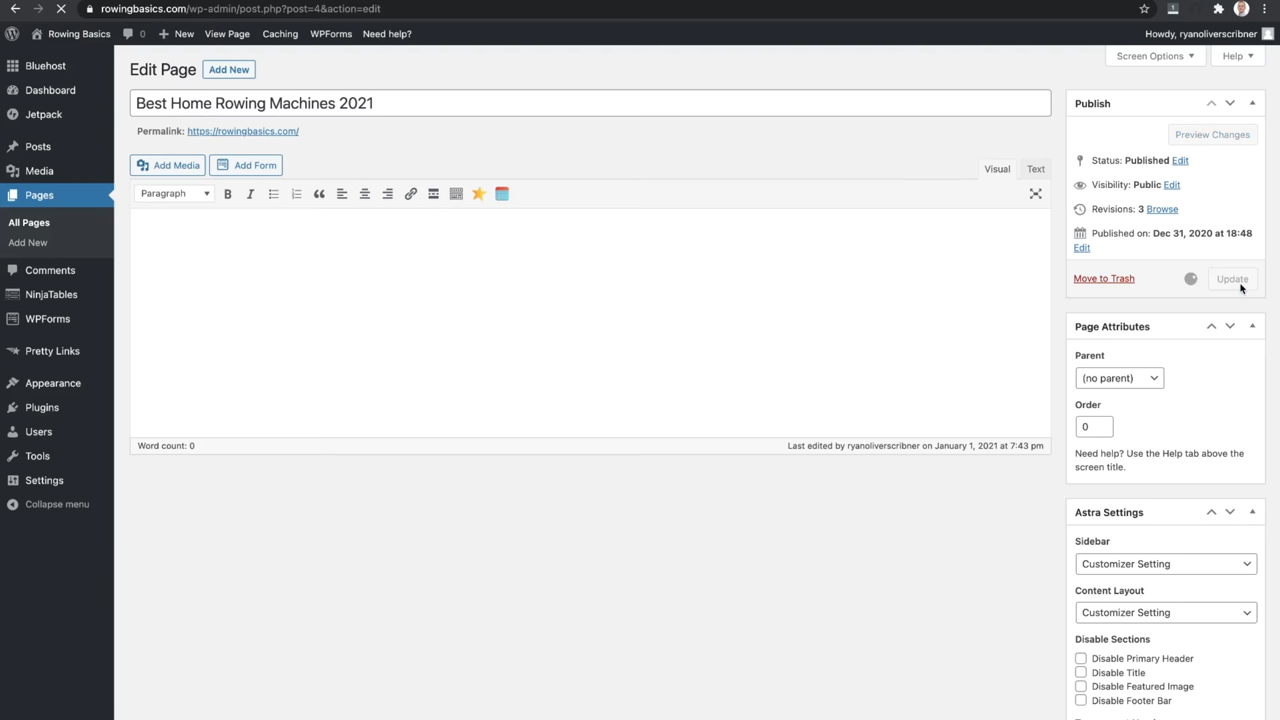 rowingbasics.com/wp-admin/post.php?post=4&action=edit
Rowing Basics 0 New View Page Caching WPForms Need help? Howdy, ryanoliverscribner
Screen Options Help
Bluehost
Dashboard
Jetpack
Posts
Media
Pages
All Pages
Add New
Comments
NinjaTables
WPForms
Pretty Links
Appearance
Plugins
Users
Tools
Settings
Collapse menu
Edit Page Add New
Best Home Rowing Machines 2021
Permalink: https://rowingbasics.com/
Add Media Add Form Visual Text
Paragraph B I
Word count: 0 Last edited by ryanoliverscribner on January 1, 2021 at 7:43 pm
Publish
Preview Changes
Status: Published Edit
Visibility: Public Edit
Revisions: 3 Browse
Published on: Dec 31, 2020 at 18:48
Edit
Move to Trash Update
Page Attributes
Parent
(no parent)
Order
0
Need help? Use the Help tab above the
screen title.
Astra Settings
Sidebar
Customizer Setting
Content Layout
Customizer Setting
Disable Sections
Disable Primary Header
Disable Title
Disable Featured Image
Disable Footer Bar